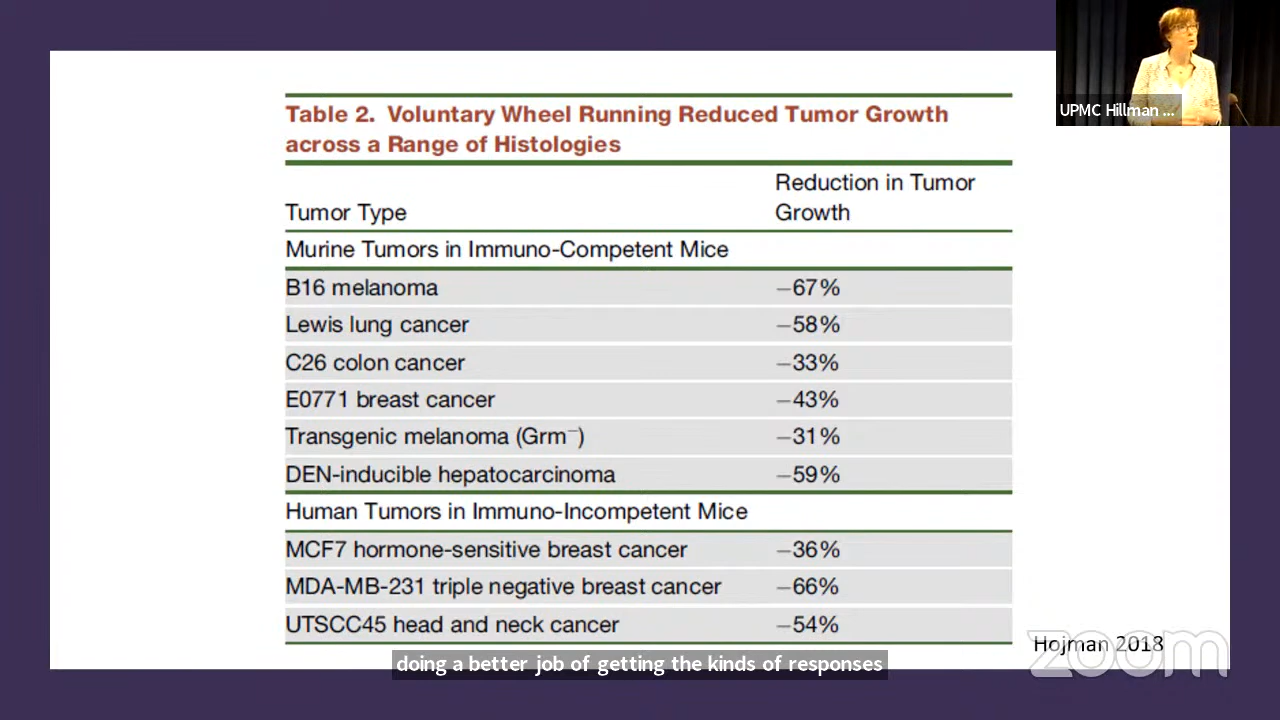 UPMC Hillman ...
Table 2. Voluntary Wheel Running Reduced Tumor Growth
across a Range of Histologies
Tumor Type
Reduction in Tumor
Growth
Murine Tumors in Immuno-Competent Mice
B16 melanoma −67%
Lewis lung cancer −58%
C26 colon cancer −33%
E0771 breast cancer −43%
Transgenic melanoma (Grm⁻) −31%
DEN-inducible hepatocarcinoma −59%
Human Tumors in Immuno-Incompetent Mice
MCF7 hormone-sensitive breast cancer −36%
MDA-MB-231 triple negative breast cancer −66%
UTSCC45 head and neck cancer −54%
Hojman 2018
zoom
doing a better job of getting the kinds of responses